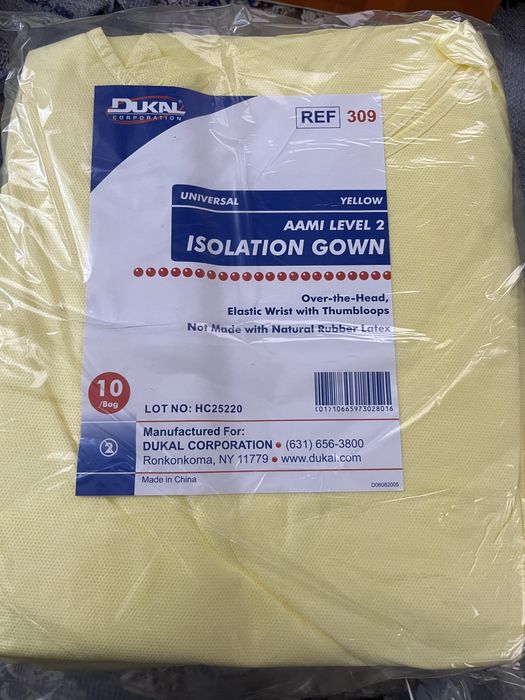 DUKAL
CORPORATION
REF 309
UNIVERSAL YELLOW
AAMI LEVEL 2
ISOLATION GOWN
Over-the-Head,
Elastic Wrist with Thumbloops
Not Made with Natural Rubber Latex
10
/Bag
LOT NO: HC25220
(01)10665973028016
2
Manufactured For:
DUKAL CORPORATION • (631) 656-3800
Ronkonkoma, NY 11779 • www.dukal.com
Made in China
D06082005